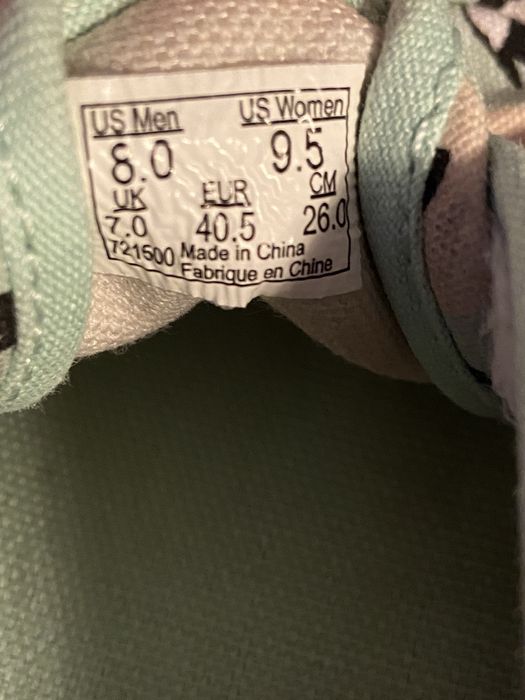 US Men US Women
8.0 9.5
UK EUR CM
7.0 40.5 26.0
721500 Made in China
Fabrique en Chine